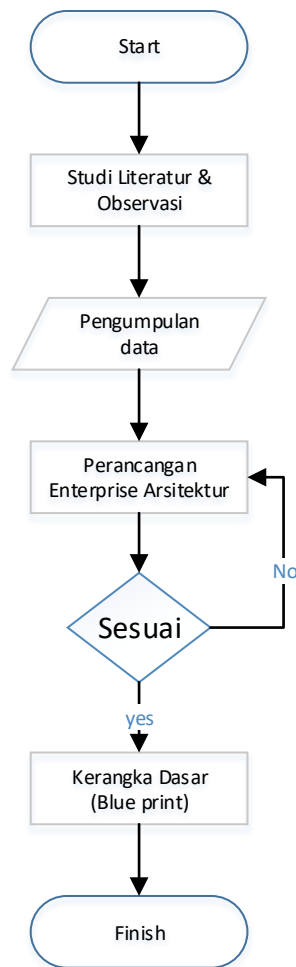 Start
Studi Literatur &
Observasi
Pengumpulan
data
Perancangan
Enterprise Arsitektur
Sesuai
No
yes
Kerangka Dasar
(Blue print)
Finish